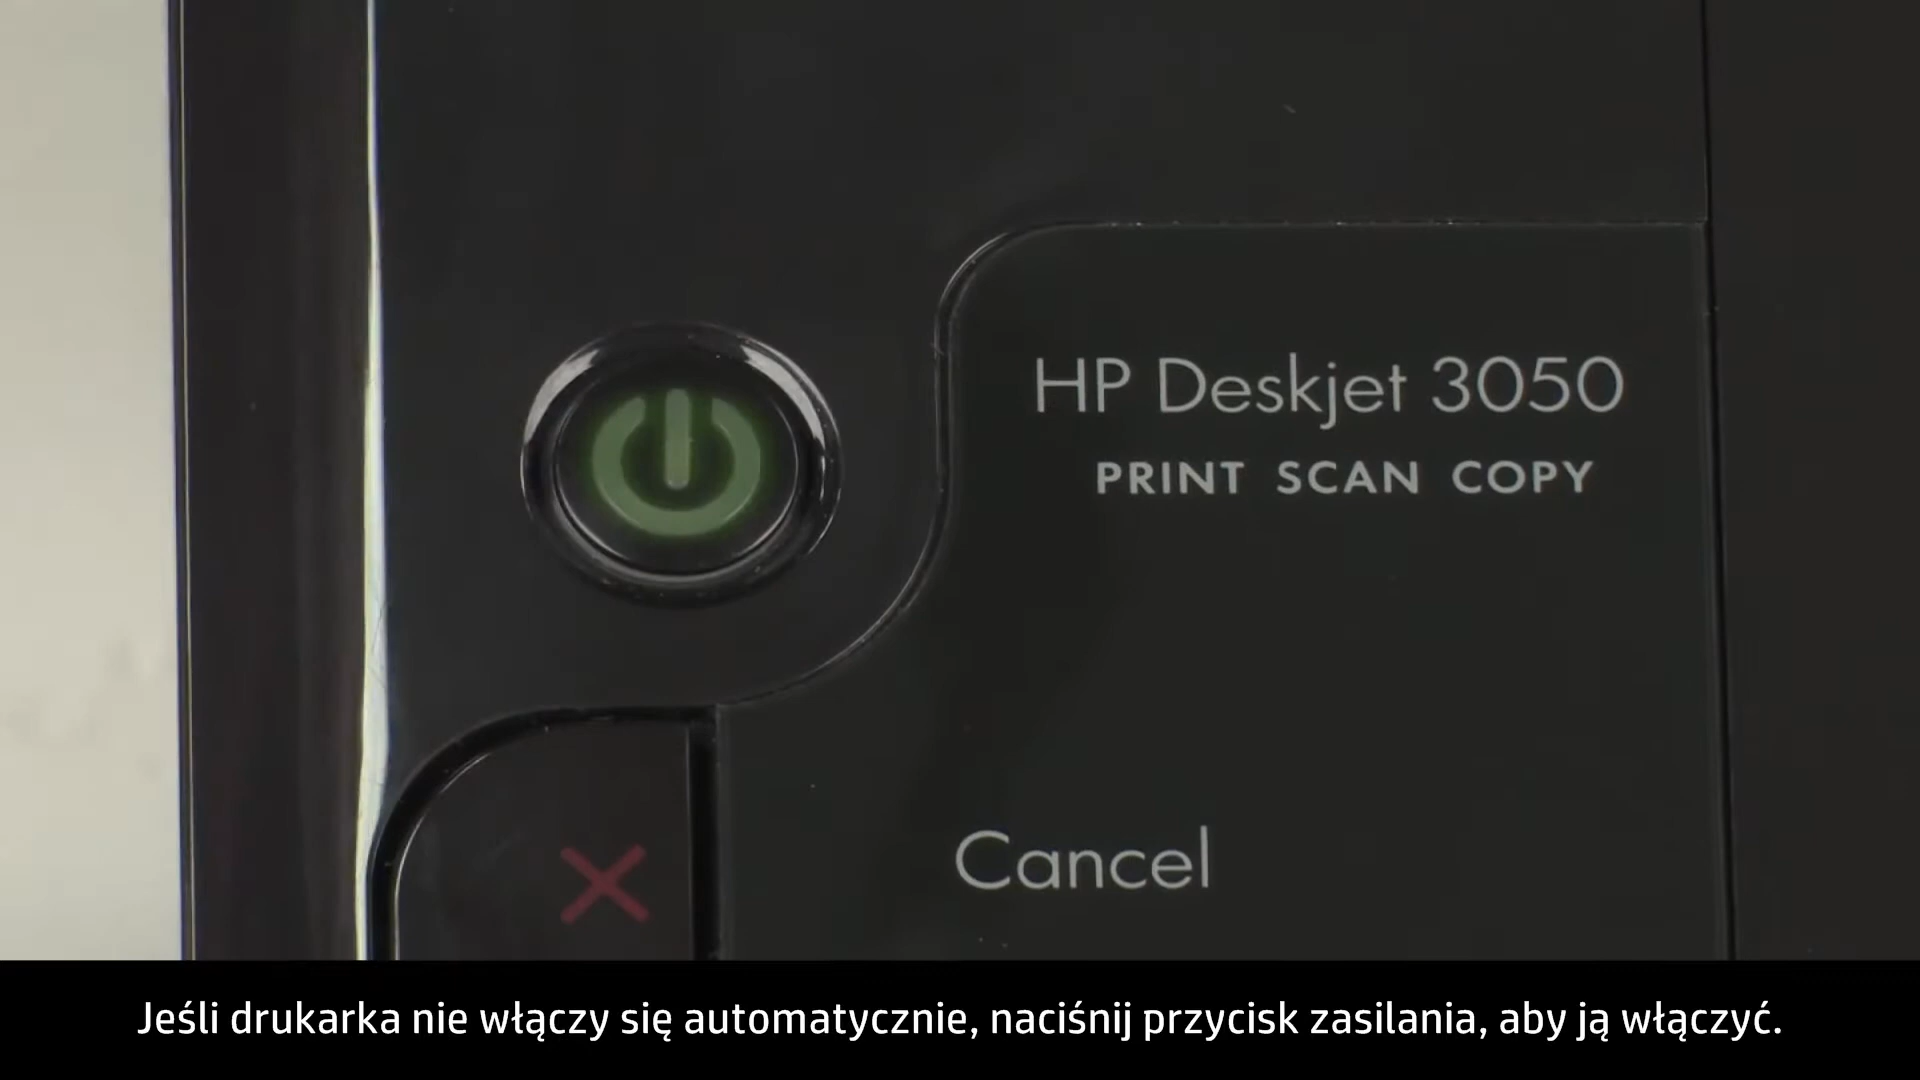 HP Deskjet 3050
PRINT SCAN COPY
Cancel
Jeśli drukarka nie włączy się automatycznie, naciśnij przycisk zasilania, aby ją włączyć.